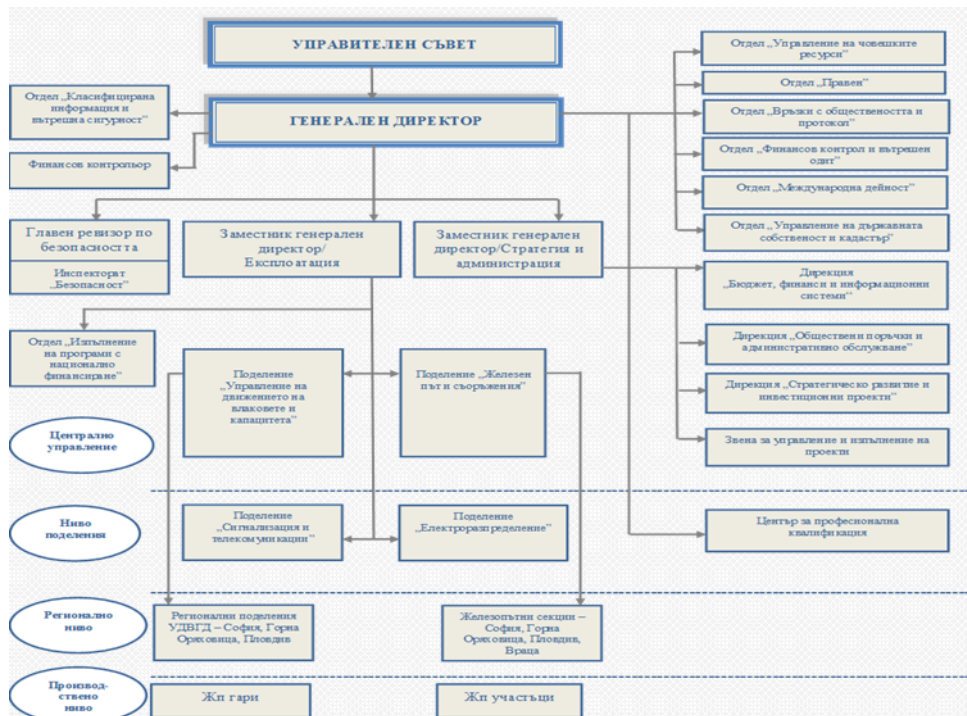 УПРАВИТЕЛЕН СЪВЕТ
Отдел „Управление на човешките
ресурси”
Отдел „Правен”
Отдел „Класифицирана
информация и
вътрешна сигурност”
ГЕНЕРАЛЕН ДИРЕКТОР
Отдел „Връзки с обществеността и
протокол”
Финансов контрольор
Отдел „Финансов контрол и вътрешен
одит”
Отдел „Международна дейност”
Отдел „Управление на държавната
собственост и кадастър”
Главен ревизор по
безопасността
Инспекторат
„Безопасност”
Заместник генерален
директор/
Експлоатация
Заместник генерален
директор/Стратегия и
администрация
Дирекция
„Бюджет, финанси и информационни
системи”
Отдел „Изпълнение
на програми с
национално
финансиране”
Дирекция „Обществени поръчки и
административно обслужване”
Поделение
„Управление на
движението на
влаковете и
капацитета”
Поделение „Железен
път и съоръжения”
Дирекция „Стратегическо развитие и
инвестиционни проекти”
Звена за управление и изпълнение на
проекти
Централно
управление
Ниво
поделения
Поделение
„Сигнализация и
телекомуникации”
Поделение
„Електроразпределение”
Център за професионална
квалификация
Регионално
ниво
Регионални поделения
УДВГД – София, Горна
Оряховица, Пловдив
Железопътни секции –
София, Горна
Оряховица, Пловдив,
Враца
Производ-
ствено
ниво
Жп гари
Жп участъци